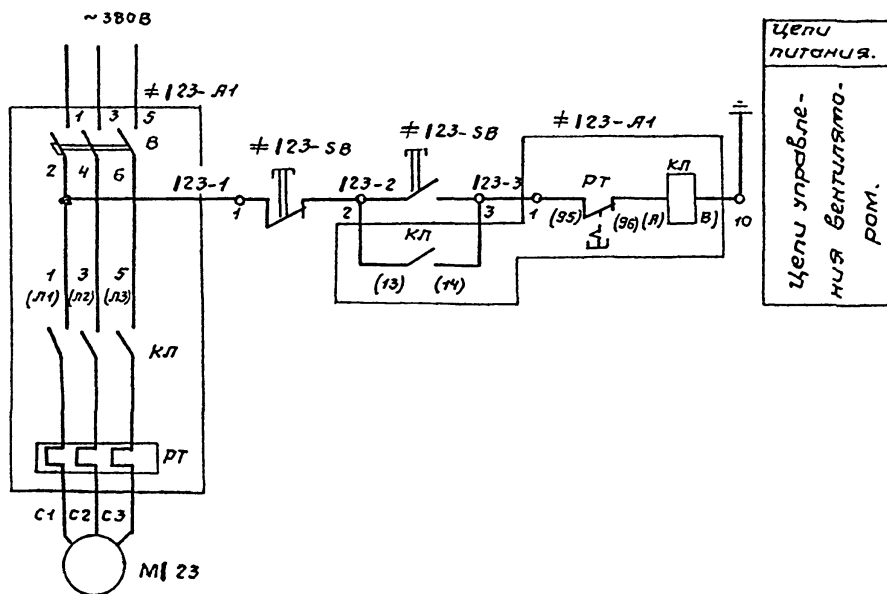 ~380В
≠123-А1
1 3 5
В
2 4 6
123-1
≠123-SB
1
123-2
2
≠123-SB
123-3
3
≠123-А1
1
РТ
(95)
(96)
КЛ
(А)
В)
10
КЛ
(13) (14)
1 3 5
(Л1) (Л2) (Л3)
КЛ
РТ
С1 С2 С3
М123
Цепи
питания.
Цепи управле-
ния вентилято-
ром.